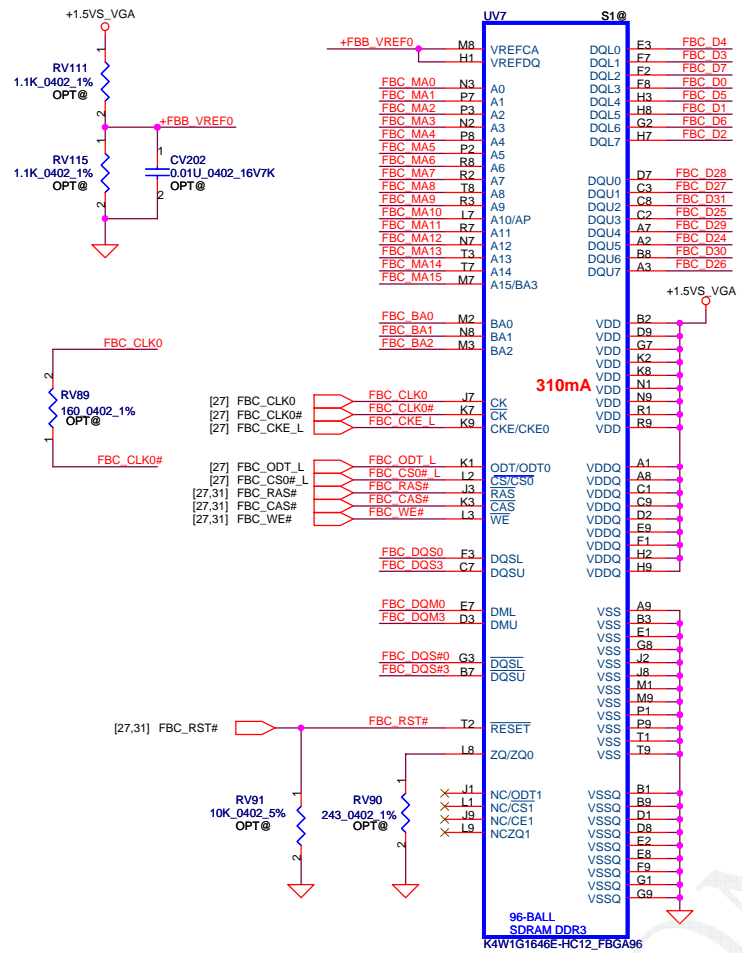 +1.5VS_VGA
1
RV111
1.1K_0402_1%
OPT@
2
+FBB_VREF0
1
RV115
1.1K_0402_1%
OPT@
2
1
CV202
0.01U_0402_16V7K
OPT@
2
FBC_CLK0
2
RV89
160_0402_1%
OPT@
1
FBC_CLK0#
UV7 S1@
+FBB_VREF0 M8 VREFCA
H1 VREFDQ
FBC_MA0 N3 A0
FBC_MA1 P7 A1
FBC_MA2 P3 A2
FBC_MA3 N2 A3
FBC_MA4 P8 A4
FBC_MA5 P2 A5
FBC_MA6 R8 A6
FBC_MA7 R2 A7
FBC_MA8 T8 A8
FBC_MA9 R3 A9
FBC_MA10 L7 A10/AP
FBC_MA11 R7 A11
FBC_MA12 N7 A12
FBC_MA13 T3 A13
FBC_MA14 T7 A14
FBC_MA15 M7 A15/BA3
FBC_BA0 M2 BA0
FBC_BA1 N8 BA1
FBC_BA2 M3 BA2
[27] FBC_CLK0 FBC_CLK0 J7 CK
[27] FBC_CLK0# FBC_CLK0# K7 CK
[27] FBC_CKE_L FBC_CKE_L K9 CKE/CKE0
[27] FBC_ODT_L FBC_ODT_L K1 ODT/ODT0
[27] FBC_CS0#_L FBC_CS0#_L L2 CS/CS0
[27,31] FBC_RAS# FBC_RAS# J3 RAS
[27,31] FBC_CAS# FBC_CAS# K3 CAS
[27,31] FBC_WE# FBC_WE# L3 WE
FBC_DQS0 F3 DQSL
FBC_DQS3 C7 DQSU
FBC_DQM0 E7 DML
FBC_DQM3 D3 DMU
FBC_DQS#0 G3 DQSL
FBC_DQS#3 B7 DQSU
[27,31] FBC_RST# FBC_RST# T2 RESET
L8 ZQ/ZQ0
1
RV91
10K_0402_5%
OPT@
2
1
RV90
243_0402_1%
OPT@
2
J1 NC/ODT1
L1 NC/CS1
J9 NC/CE1
L9 NCZQ1
DQL0 E3 FBC_D4
DQL1 F7 FBC_D3
DQL2 F2 FBC_D7
DQL3 F8 FBC_D0
DQL4 H3 FBC_D5
DQL5 H8 FBC_D1
DQL6 G2 FBC_D6
DQL7 H7 FBC_D2
DQU0 D7 FBC_D28
DQU1 C3 FBC_D27
DQU2 C8 FBC_D31
DQU3 C2 FBC_D25
DQU4 A7 FBC_D29
DQU5 A2 FBC_D24
DQU6 B8 FBC_D30
DQU7 A3 FBC_D26
+1.5VS_VGA
VDD B2
VDD D9
VDD G7
VDD K2
VDD K8
310mA
VDD N1
VDD N9
VDD R1
VDD R9
VDDQ A1
VDDQ A8
VDDQ C1
VDDQ C9
VDDQ D2
VDDQ E9
VDDQ F1
VDDQ H2
VDDQ H9
VSS A9
VSS B3
VSS E1
VSS G8
VSS J2
VSS J8
VSS M1
VSS M9
VSS P1
VSS P9
VSS T1
VSS T9
VSSQ B1
VSSQ B9
VSSQ D1
VSSQ D8
VSSQ E2
VSSQ E8
VSSQ F9
VSSQ G1
VSSQ G9
96-BALL
SDRAM DDR3
K4W1G1646E-HC12_FBGA96